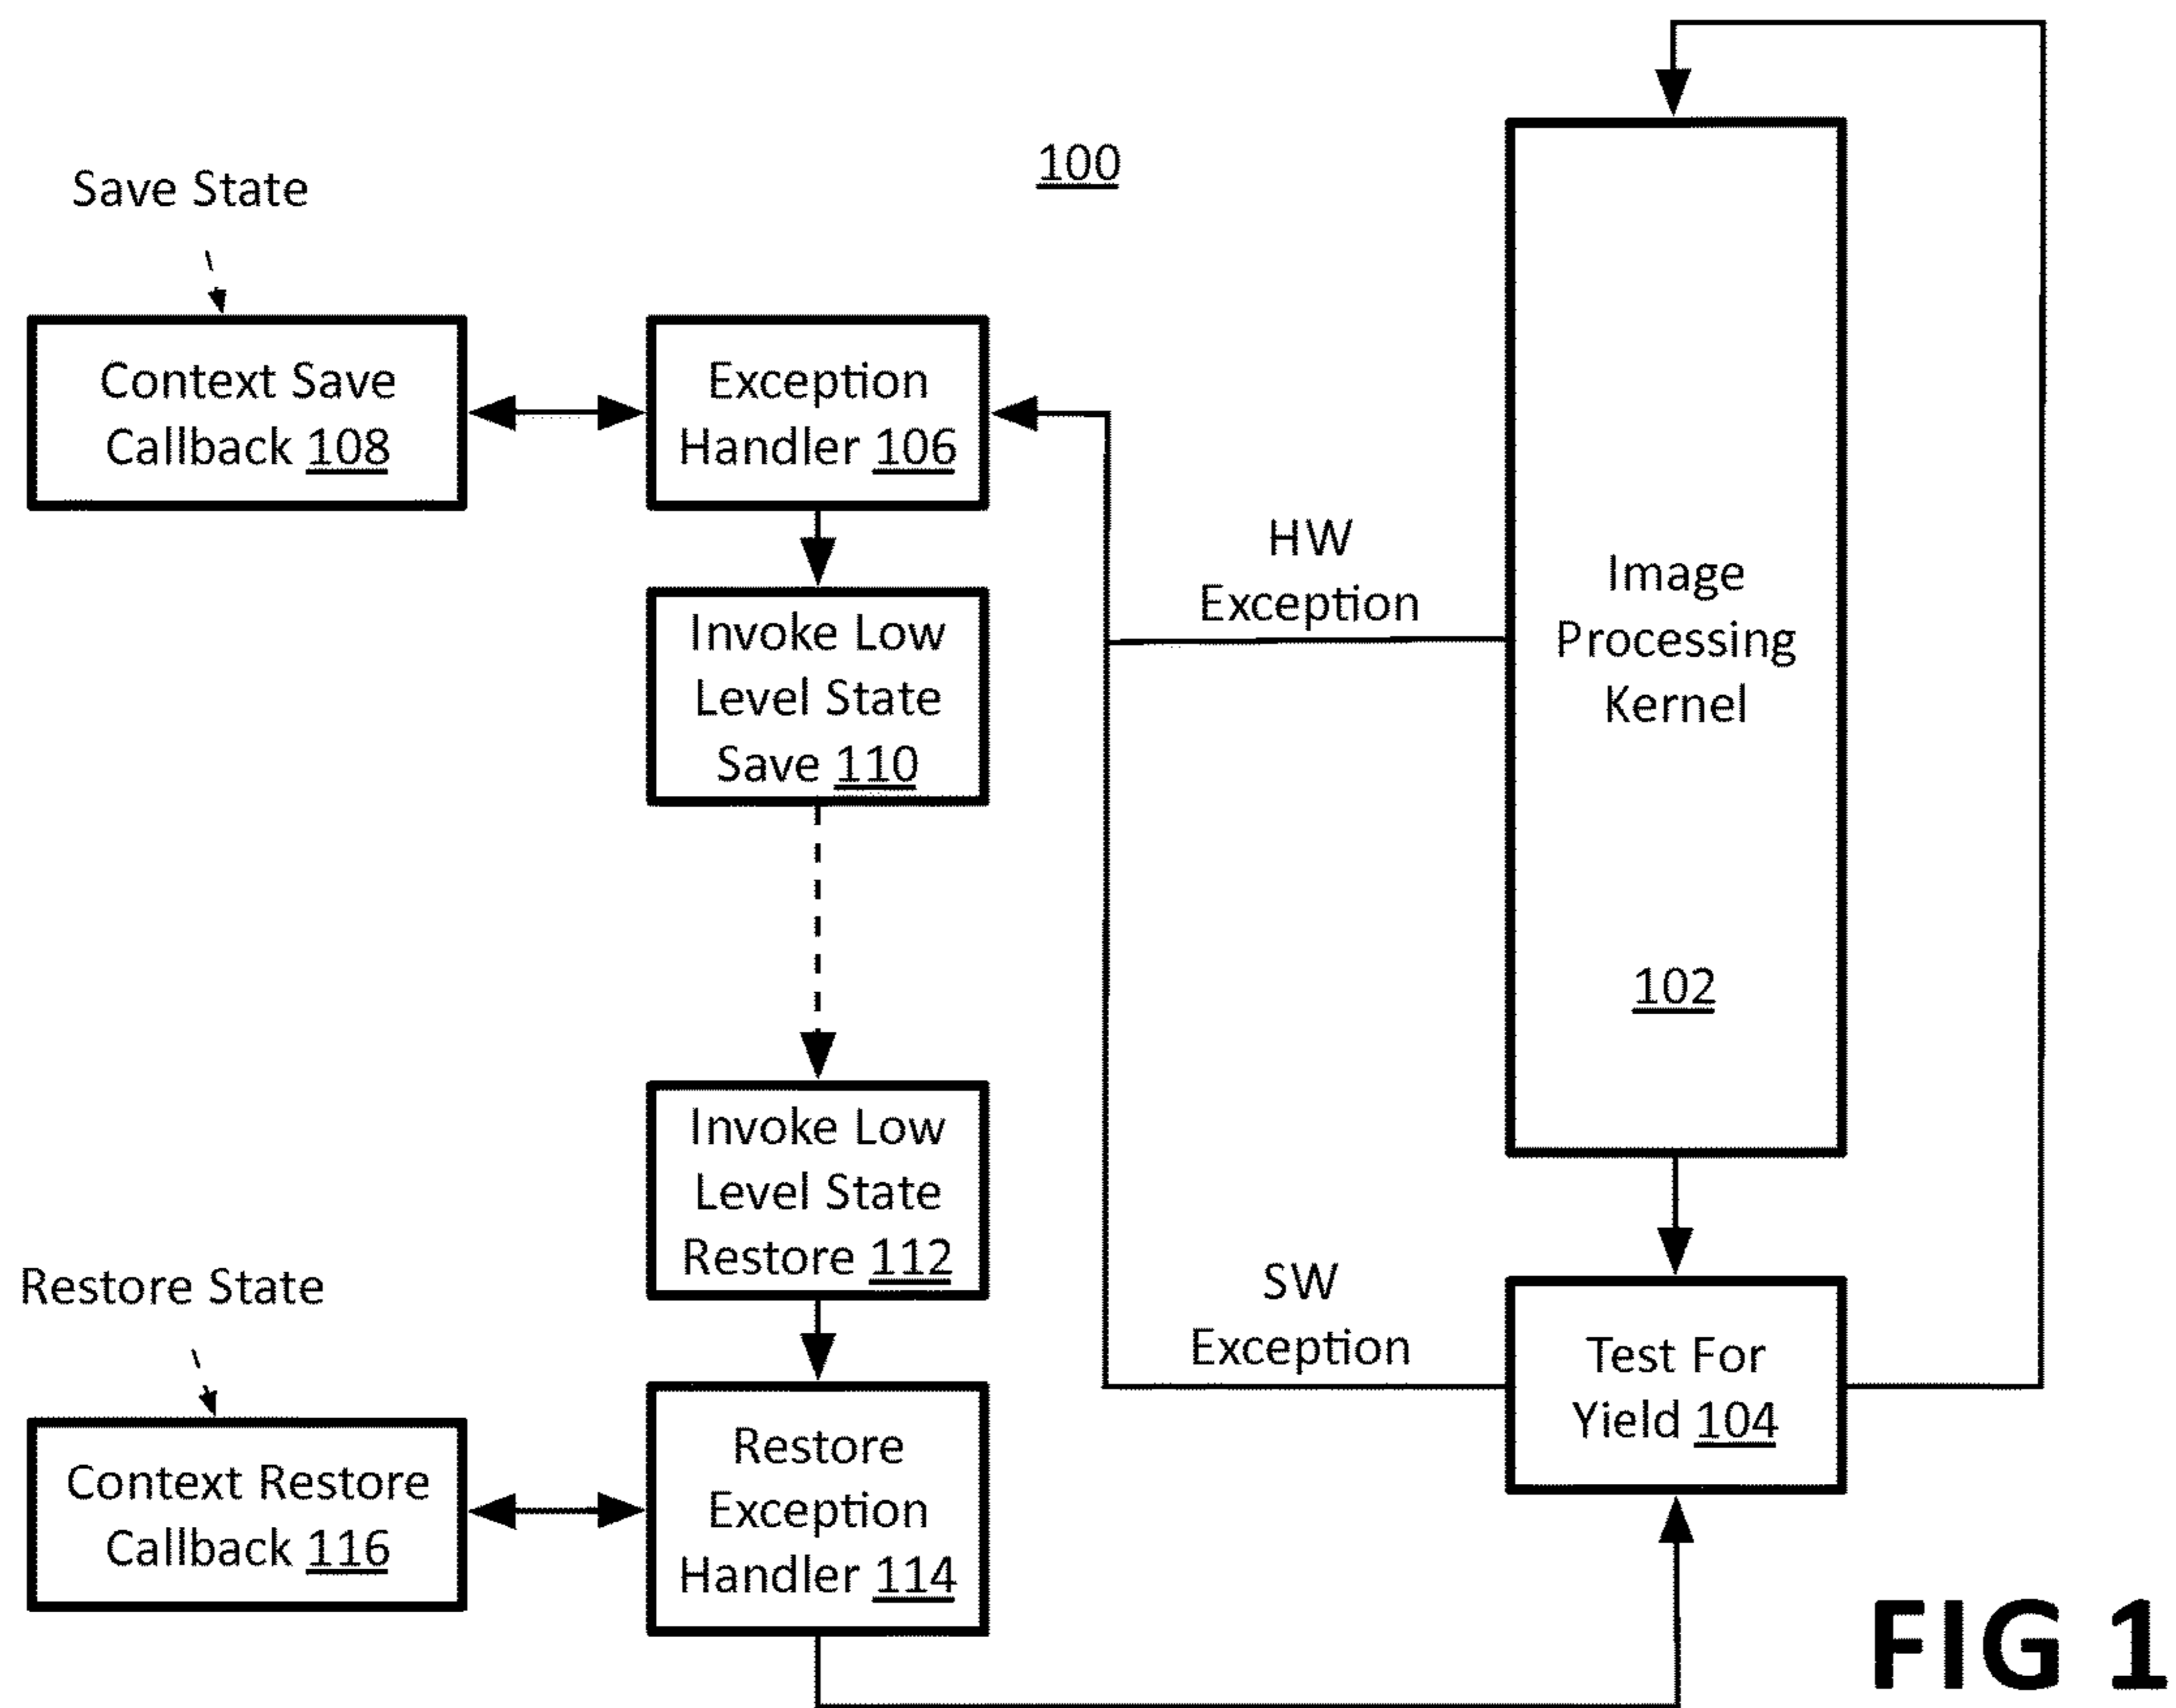 100
Save State
Context Save
Callback 108
Exception
Handler 106
HW
Exception
Image
Processing
Kernel
102
Invoke Low
Level State
Save 110
Invoke Low
Level State
Restore 112
Restore State
Context Restore
Callback 116
Restore
Exception
Handler 114
SW
Exception
Test For
Yield 104
FIG 1